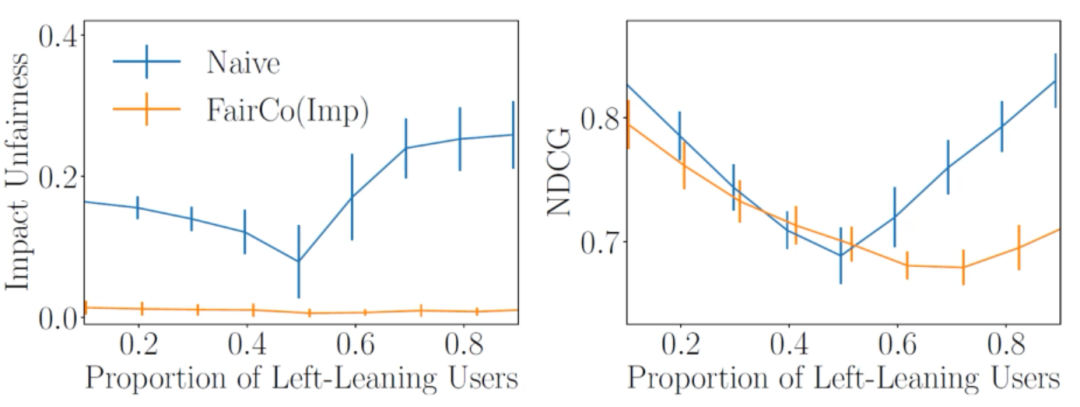 Impact Unfairness
0.4
0.2
0.0
Naive
FairCo(Imp)
0.2 0.4 0.6 0.8
Proportion of Left-Leaning Users
NDCG
0.8
0.7
0.2 0.4 0.6 0.8
Proportion of Left-Leaning Users